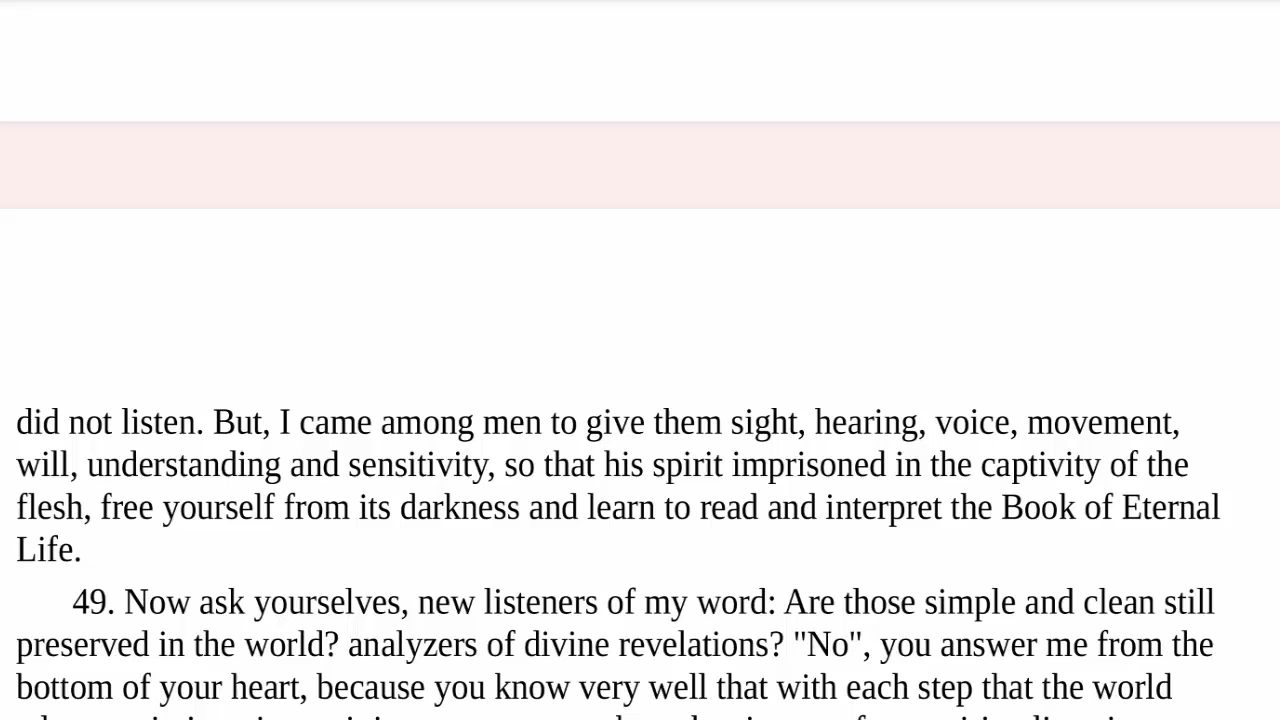 did not listen. But, I came among men to give them sight, hearing, voice, movement,
will, understanding and sensitivity, so that his spirit imprisoned in the captivity of the
flesh, free yourself from its darkness and learn to read and interpret the Book of Eternal
Life.
49. Now ask yourselves, new listeners of my word: Are those simple and clean still
preserved in the world? analyzers of divine revelations? "No", you answer me from the
bottom of your heart, because you know very well that with each step that the world